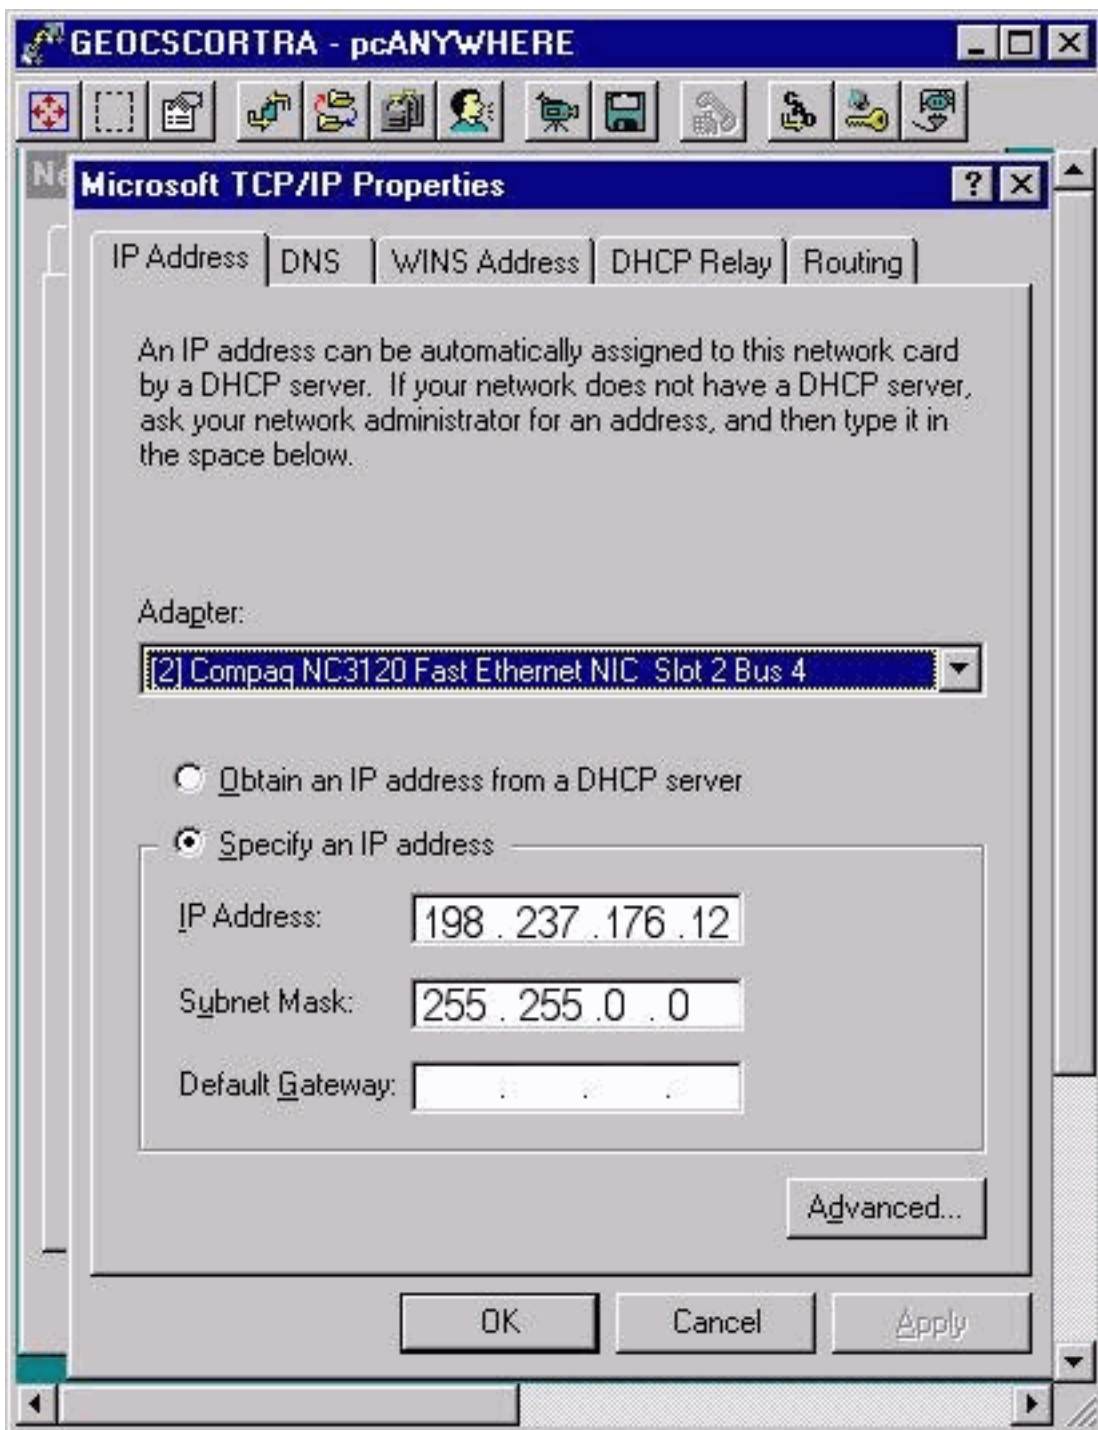 GEOCSCORTRA - pcANYWHERE
Ne
Microsoft TCP/IP Properties
IP Address
DNS
WINS Address
DHCP Relay
Routing
An IP address can be automatically assigned to this network card
by a DHCP server.  If your network does not have a DHCP server,
ask your network administrator for an address, and then type it in
the space below.
Adapter:
[2] Compaq NC3120 Fast Ethernet NIC  Slot 2 Bus 4
Obtain an IP address from a DHCP server
Specify an IP address
IP Address: 198 . 237 .176 .12
Subnet Mask: 255 . 255 .0 . 0
Default Gateway: . . .
Advanced...
OK
Cancel
Apply